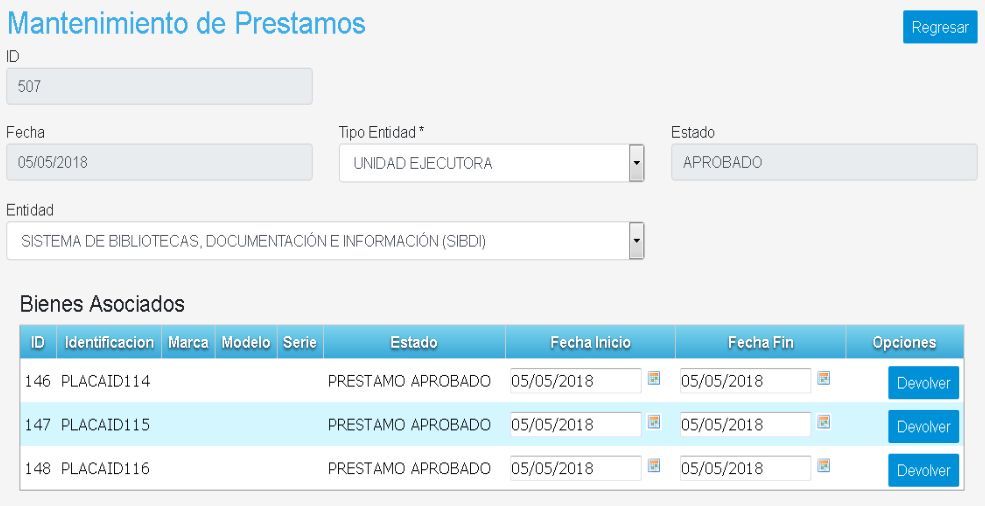 Mantenimiento de Prestamos
Regresar
ID
507
Fecha Tipo Entidad * Estado
05/05/2018 UNIDAD EJECUTORA APROBADO
Entidad
SISTEMA DE BIBLIOTECAS, DOCUMENTACIÓN E INFORMACIÓN (SIBDI)
Bienes Asociados
ID Identificacion Marca Modelo Serie Estado Fecha Inicio Fecha Fin Opciones
146 PLACAID114 PRESTAMO APROBADO 05/05/2018 05/05/2018 Devolver
147 PLACAID115 PRESTAMO APROBADO 05/05/2018 05/05/2018 Devolver
148 PLACAID116 PRESTAMO APROBADO 05/05/2018 05/05/2018 Devolver